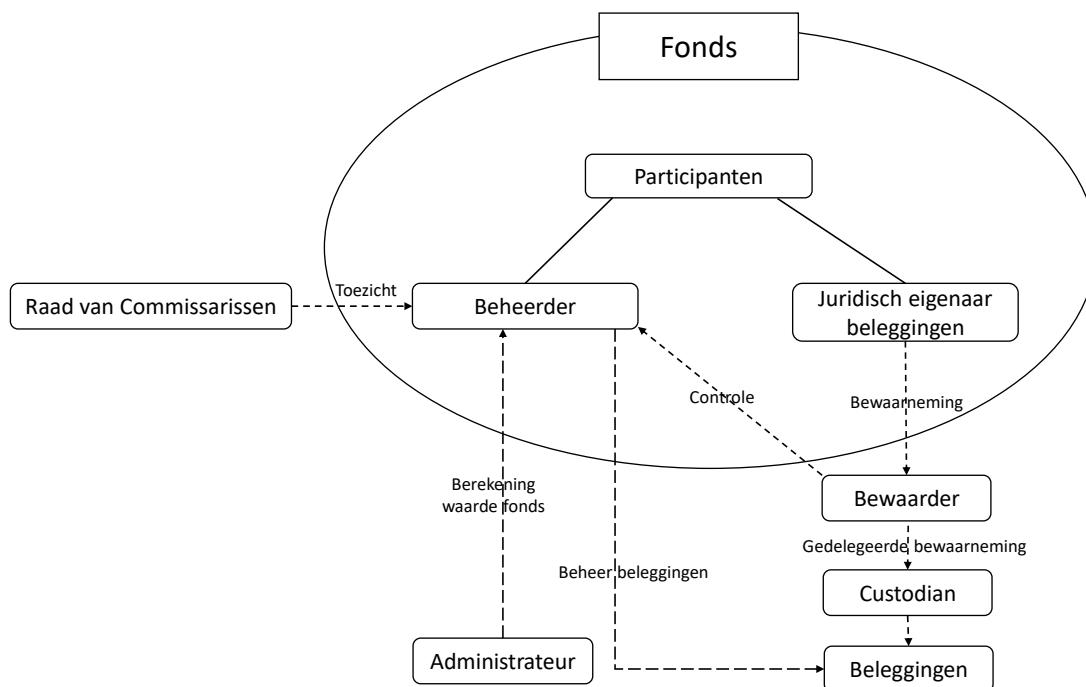 Fonds
Participanten
Raad van Commissarissen
Toezicht
Beheerder
Juridisch eigenaar
beleggingen
Controle
Bewaarneming
Berekening
waarde fonds
Bewaarder
Gedelegeerde bewaarneming
Beheer beleggingen
Custodian
Administrateur
Beleggingen